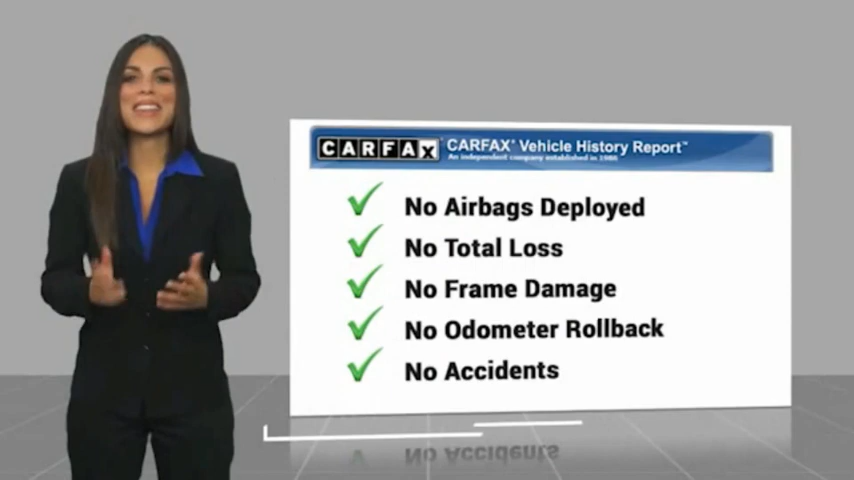 CARFAX CARFAX® Vehicle History Report™
An independent company established in 1986
No Airbags Deployed
No Total Loss
No Frame Damage
No Odometer Rollback
No Accidents
No Accidents